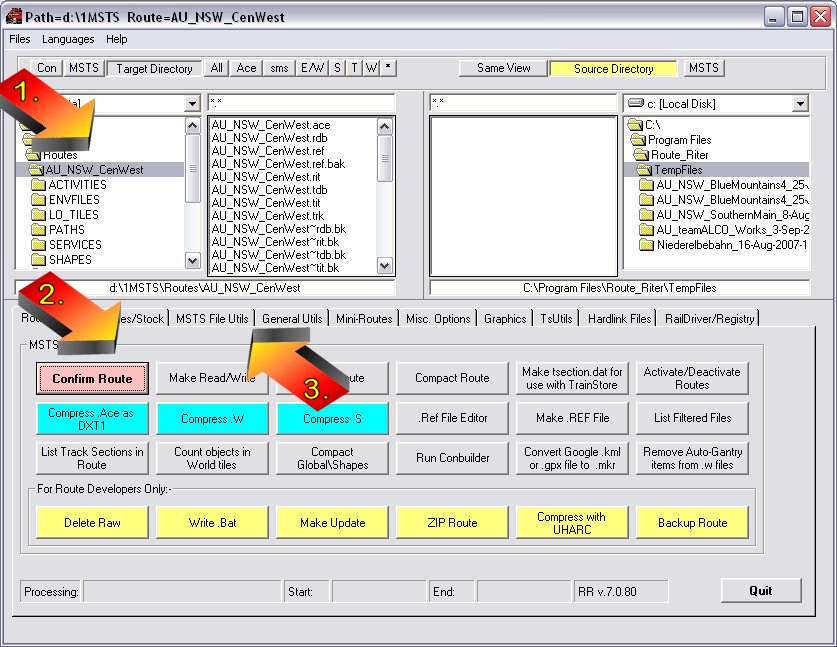 Path=d:\1MSTS Route=AU_NSW_CenWest
Files Languages Help
Con MSTS Target Directory All Ace sms E/W S T W * Same View Source Directory MSTS
1.
*.* *.* c: [Local Disk]
Routes
AU_NSW_CenWest
ACTIVITIES
ENVFILES
LO_TILES
PATHS
SERVICES
SHAPES
AU_NSW_CenWest.ace
AU_NSW_CenWest.rdb
AU_NSW_CenWest.ref
AU_NSW_CenWest.ref.bak
AU_NSW_CenWest.rit
AU_NSW_CenWest.tdb
AU_NSW_CenWest.tit
AU_NSW_CenWest.trk
AU_NSW_CenWest~rdb.bk
AU_NSW_CenWest~rit.bk
AU_NSW_CenWest~tdb.bk
AU_NSW_CenWest~tit.bk
C:\
Program Files
Route_Riter
TempFiles
AU_NSW_BlueMountains4_25-
AU_NSW_BlueMountains4_25-
AU_NSW_SouthernMain_8-Aug
AU_teamALCO_Works_3-Sep-2
Niederelbebahn_16-Aug-2007-1
d:\1MSTS\Routes\AU_NSW_CenWest C:\Program Files\Route_Riter\TempFiles
2.
es/Stock MSTS File Utils General Utils Mini-Routes Misc. Options Graphics TsUtils Hardlink Files RailDriver/Registry
MSTS
3.
Confirm Route
Make Read/Write
ute
Compact Route
Make tsection.dat for
use with TrainStore
Activate/Deactivate
Routes
Compress .Ace as
DXT1
Compress .W
Compress .S
.Ref File Editor
Make .REF File
List Filtered Files
List Track Sections in
Route
Count objects in
World tiles
Compact
Global\Shapes
Run Conbuilder
Convert Google .kml
or .gpx file to .mkr
Remove Auto-Gantry
items from .w files
For Route Developers Only:-
Delete Raw
Write .Bat
Make Update
ZIP Route
Compress with
UHARC
Backup Route
Processing: Start: End: RR v.7.0.80 Quit